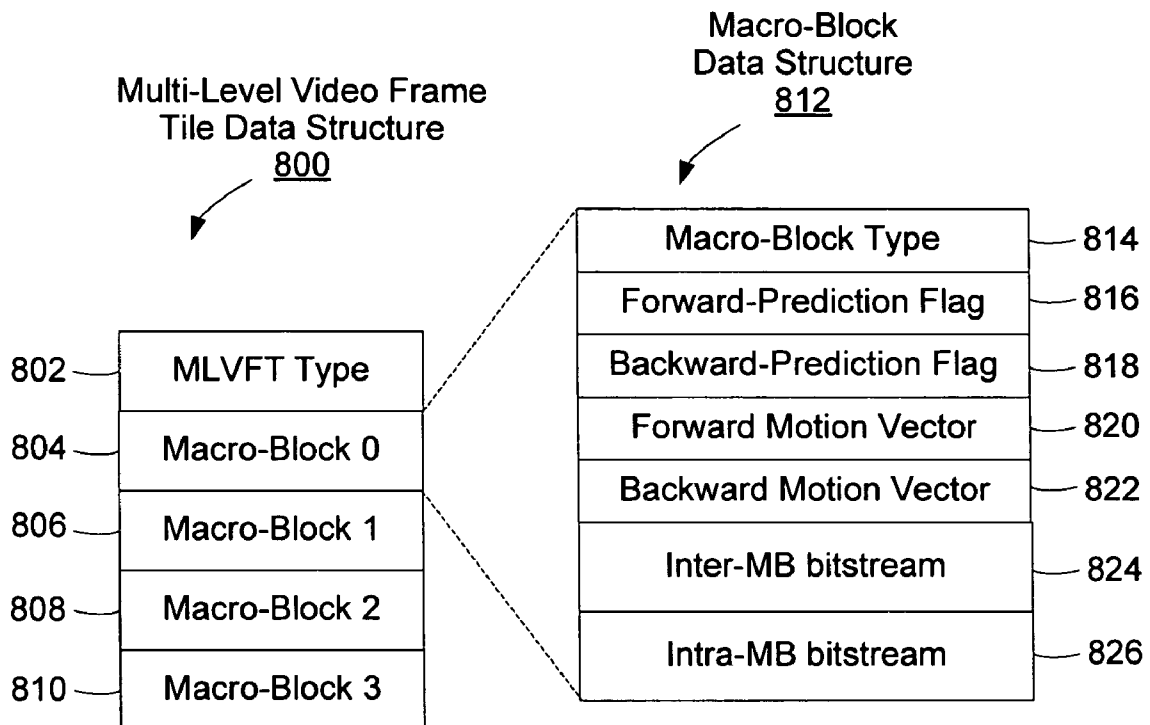 Multi-Level Video Frame
Tile Data Structure
800
802 MLVFT Type
804 Macro-Block 0
806 Macro-Block 1
808 Macro-Block 2
810 Macro-Block 3
Macro-Block
Data Structure
812
Macro-Block Type 814
Forward-Prediction Flag 816
Backward-Prediction Flag 818
Forward Motion Vector 820
Backward Motion Vector 822
Inter-MB bitstream 824
Intra-MB bitstream 826